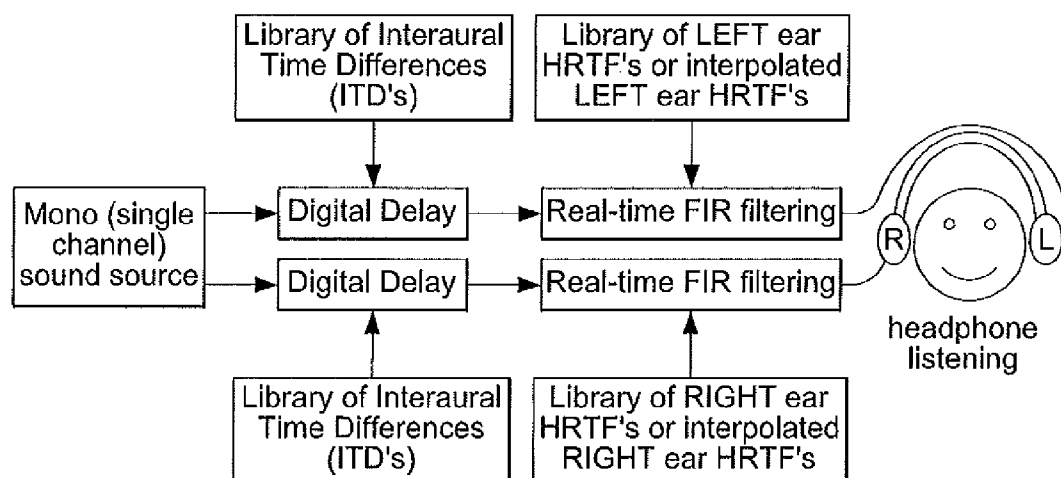 Library of Interaural
Time Differences
(ITD's)
Library of LEFT ear
HRTF's or interpolated
LEFT ear HRTF's
Mono (single
channel)
sound source
Digital Delay
Real-time FIR filtering
R
L
Digital Delay
Real-time FIR filtering
headphone
listening
Library of Interaural
Time Differences
(ITD's)
Library of RIGHT ear
HRTF's or interpolated
RIGHT ear HRTF's